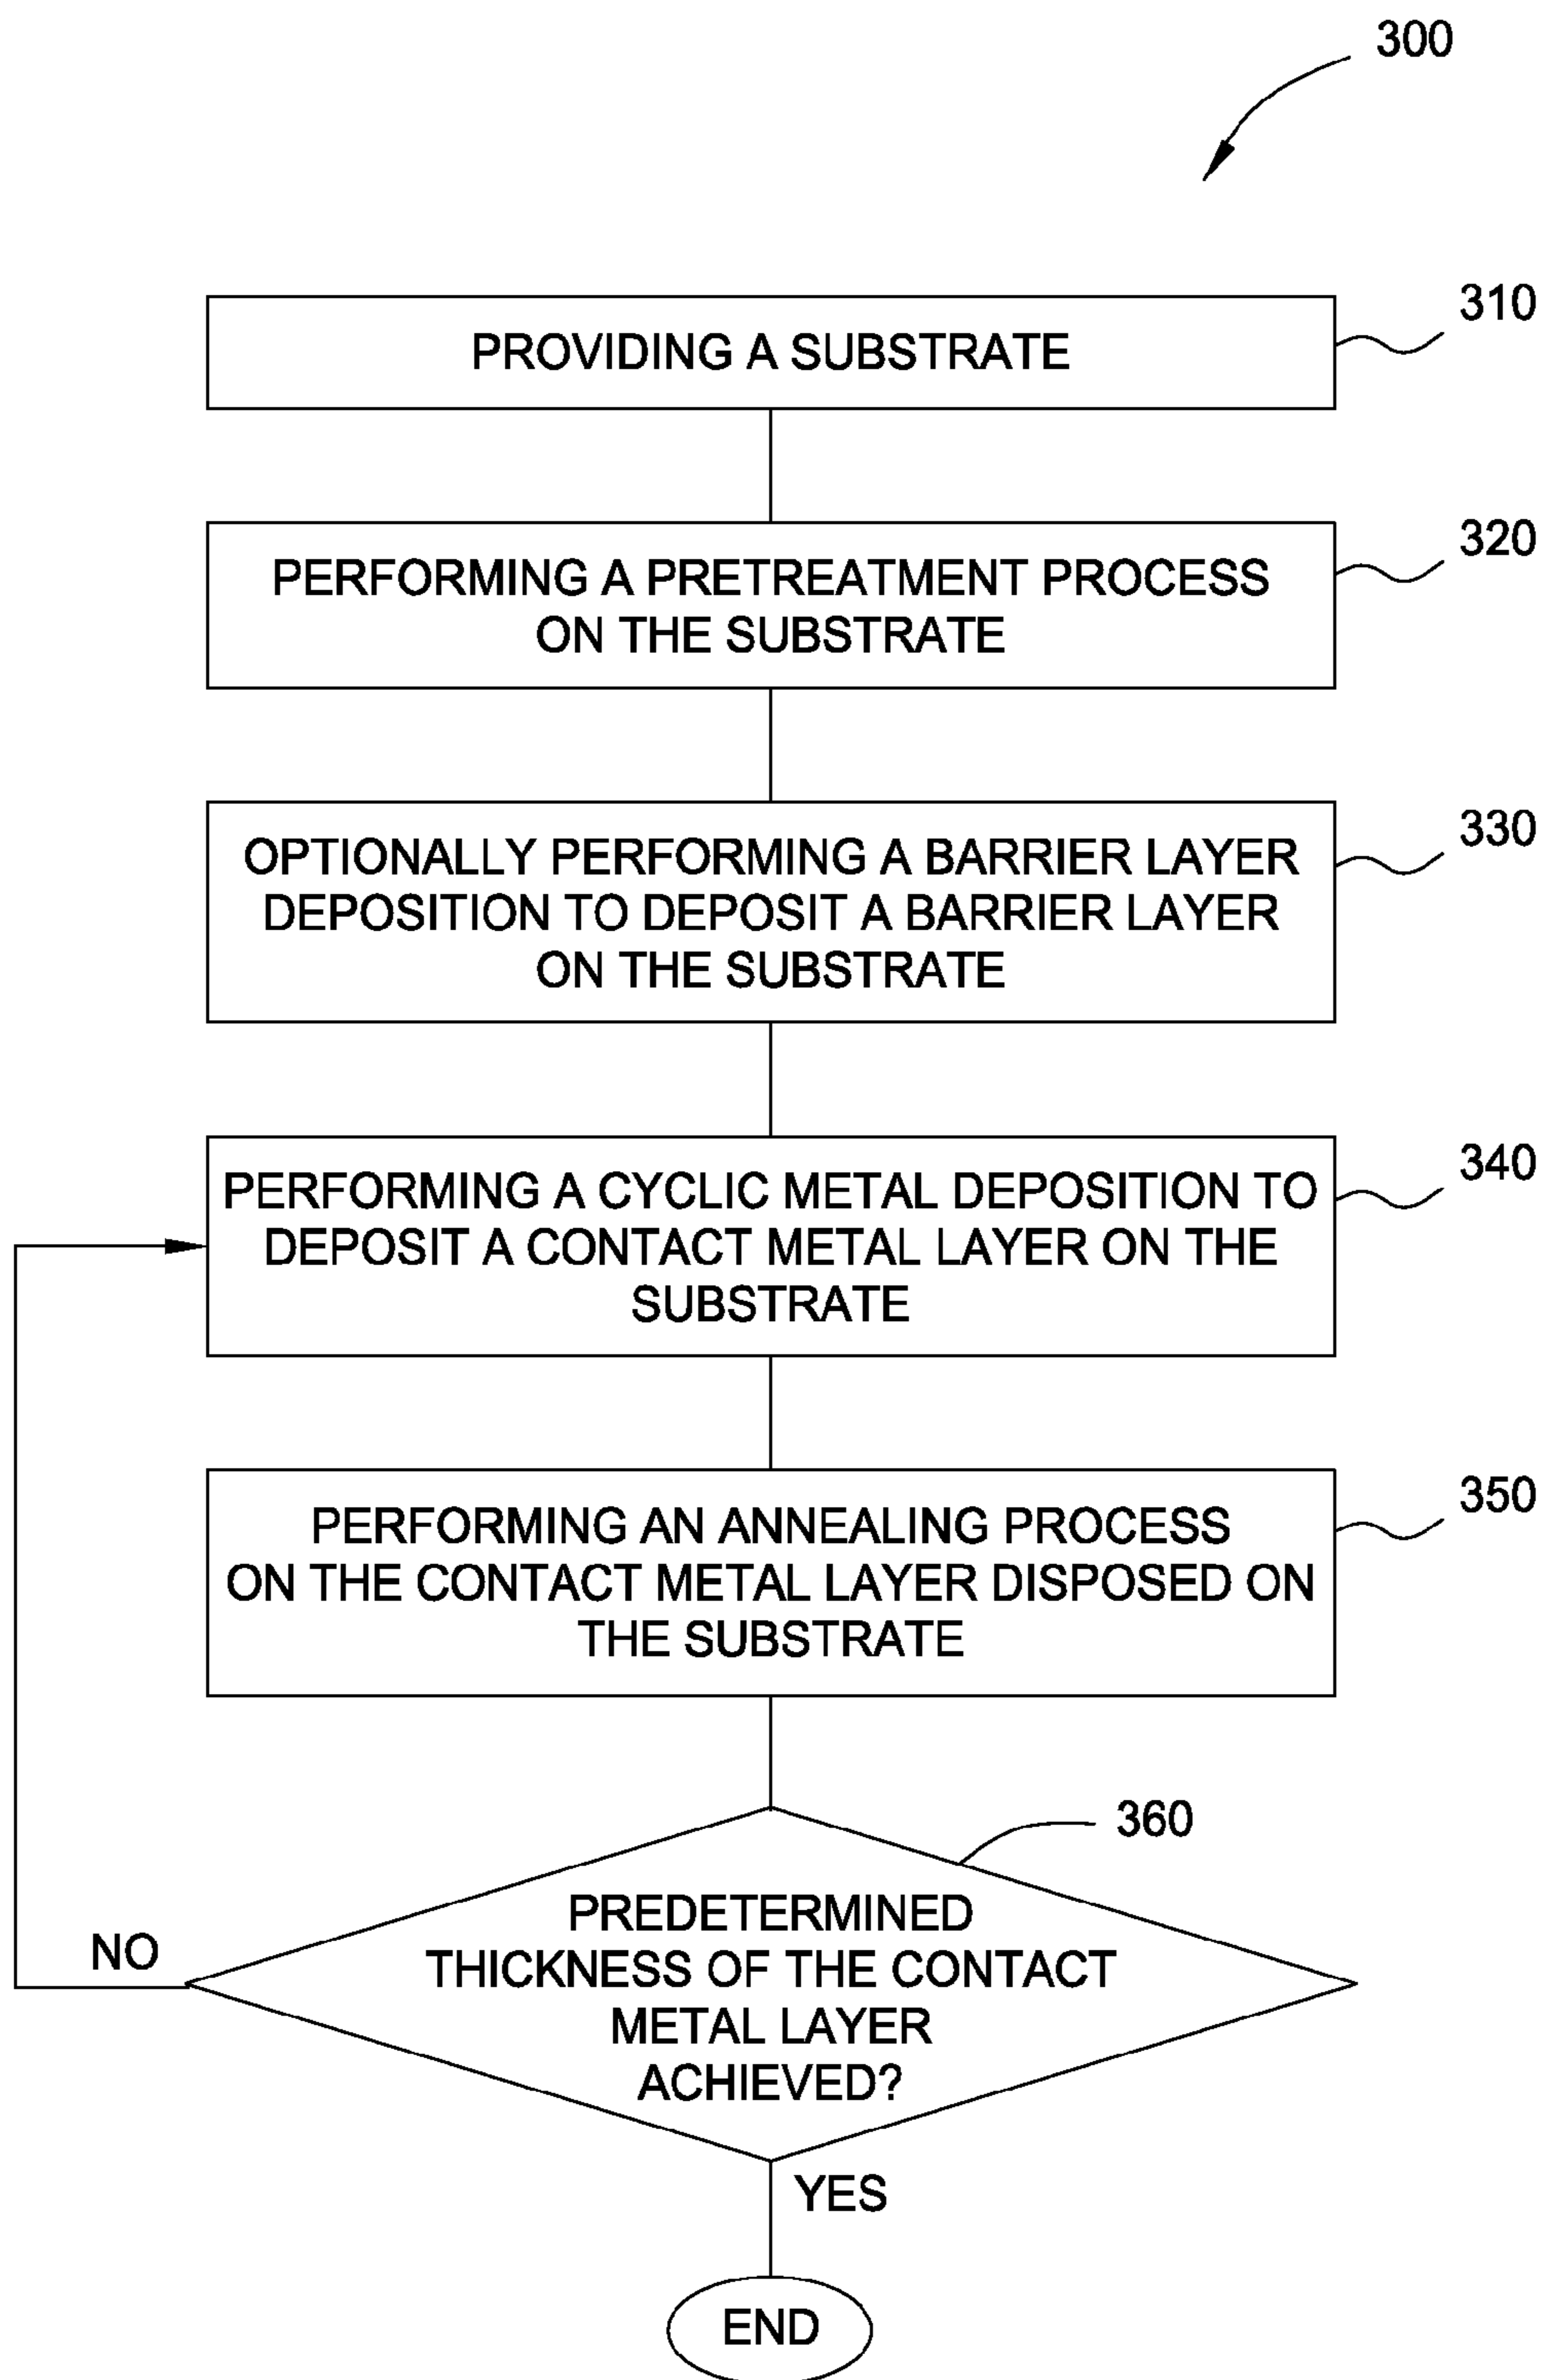 300
PROVIDING A SUBSTRATE
310
PERFORMING A PRETREATMENT PROCESS
ON THE SUBSTRATE
320
OPTIONALLY PERFORMING A BARRIER LAYER
DEPOSITION TO DEPOSIT A BARRIER LAYER
ON THE SUBSTRATE
330
PERFORMING A CYCLIC METAL DEPOSITION TO
DEPOSIT A CONTACT METAL LAYER ON THE
SUBSTRATE
340
PERFORMING AN ANNEALING PROCESS
ON THE CONTACT METAL LAYER DISPOSED ON
THE SUBSTRATE
350
360
PREDETERMINED
THICKNESS OF THE CONTACT
METAL LAYER
ACHIEVED?
NO
YES
END